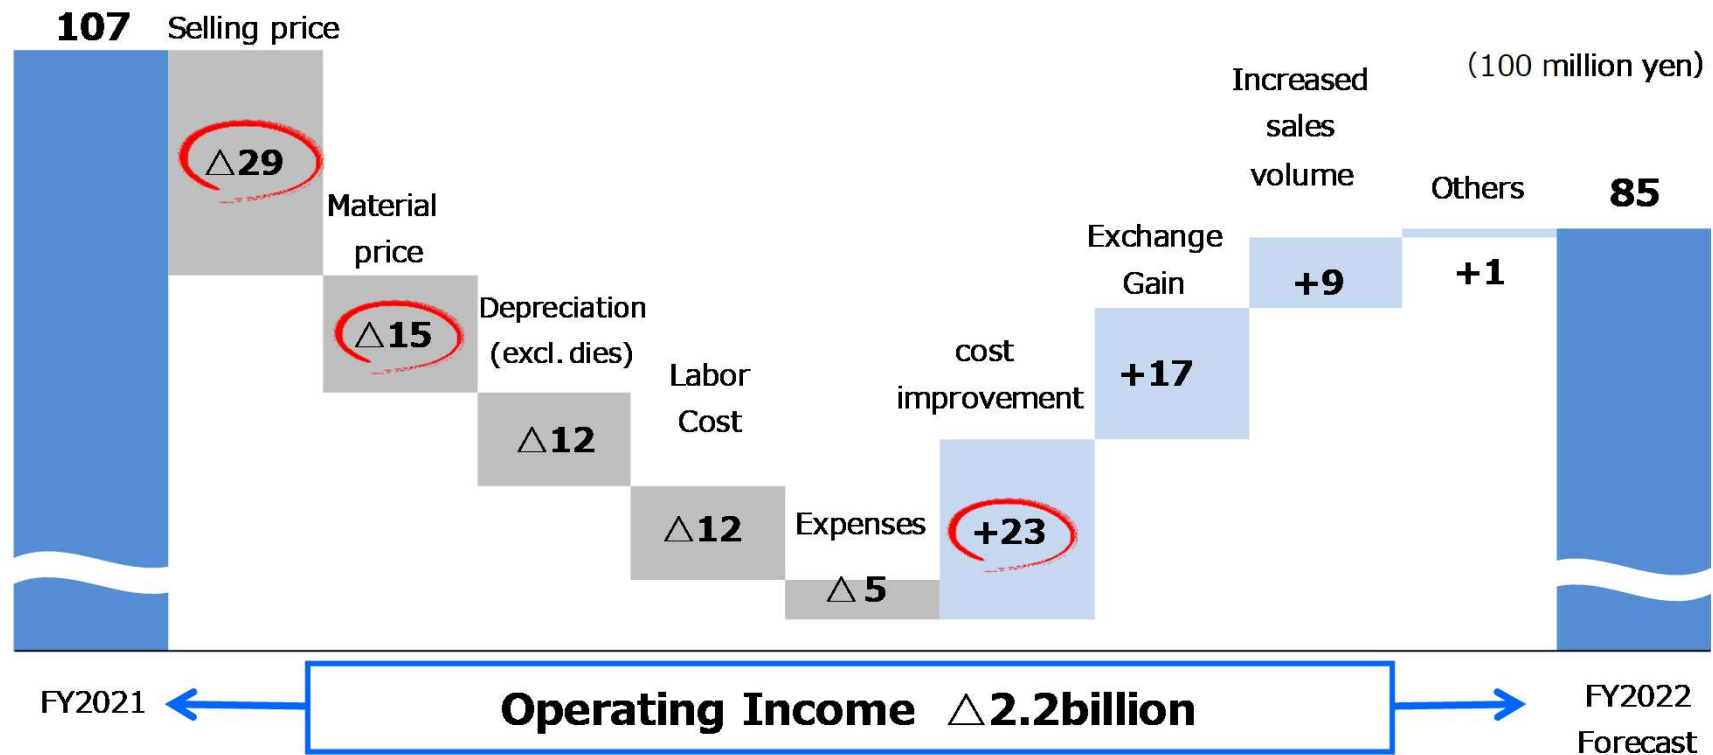 107
Selling price
(100 million yen)
△29
Material
price
△15
Depreciation
(excl. dies)
△12
Labor
Cost
△12
Expenses
△5
cost
improvement
+23
Exchange
Gain
+17
Increased
sales
volume
+9
Others
+1
85
FY2021
Operating Income △2.2billion
FY2022
Forecast